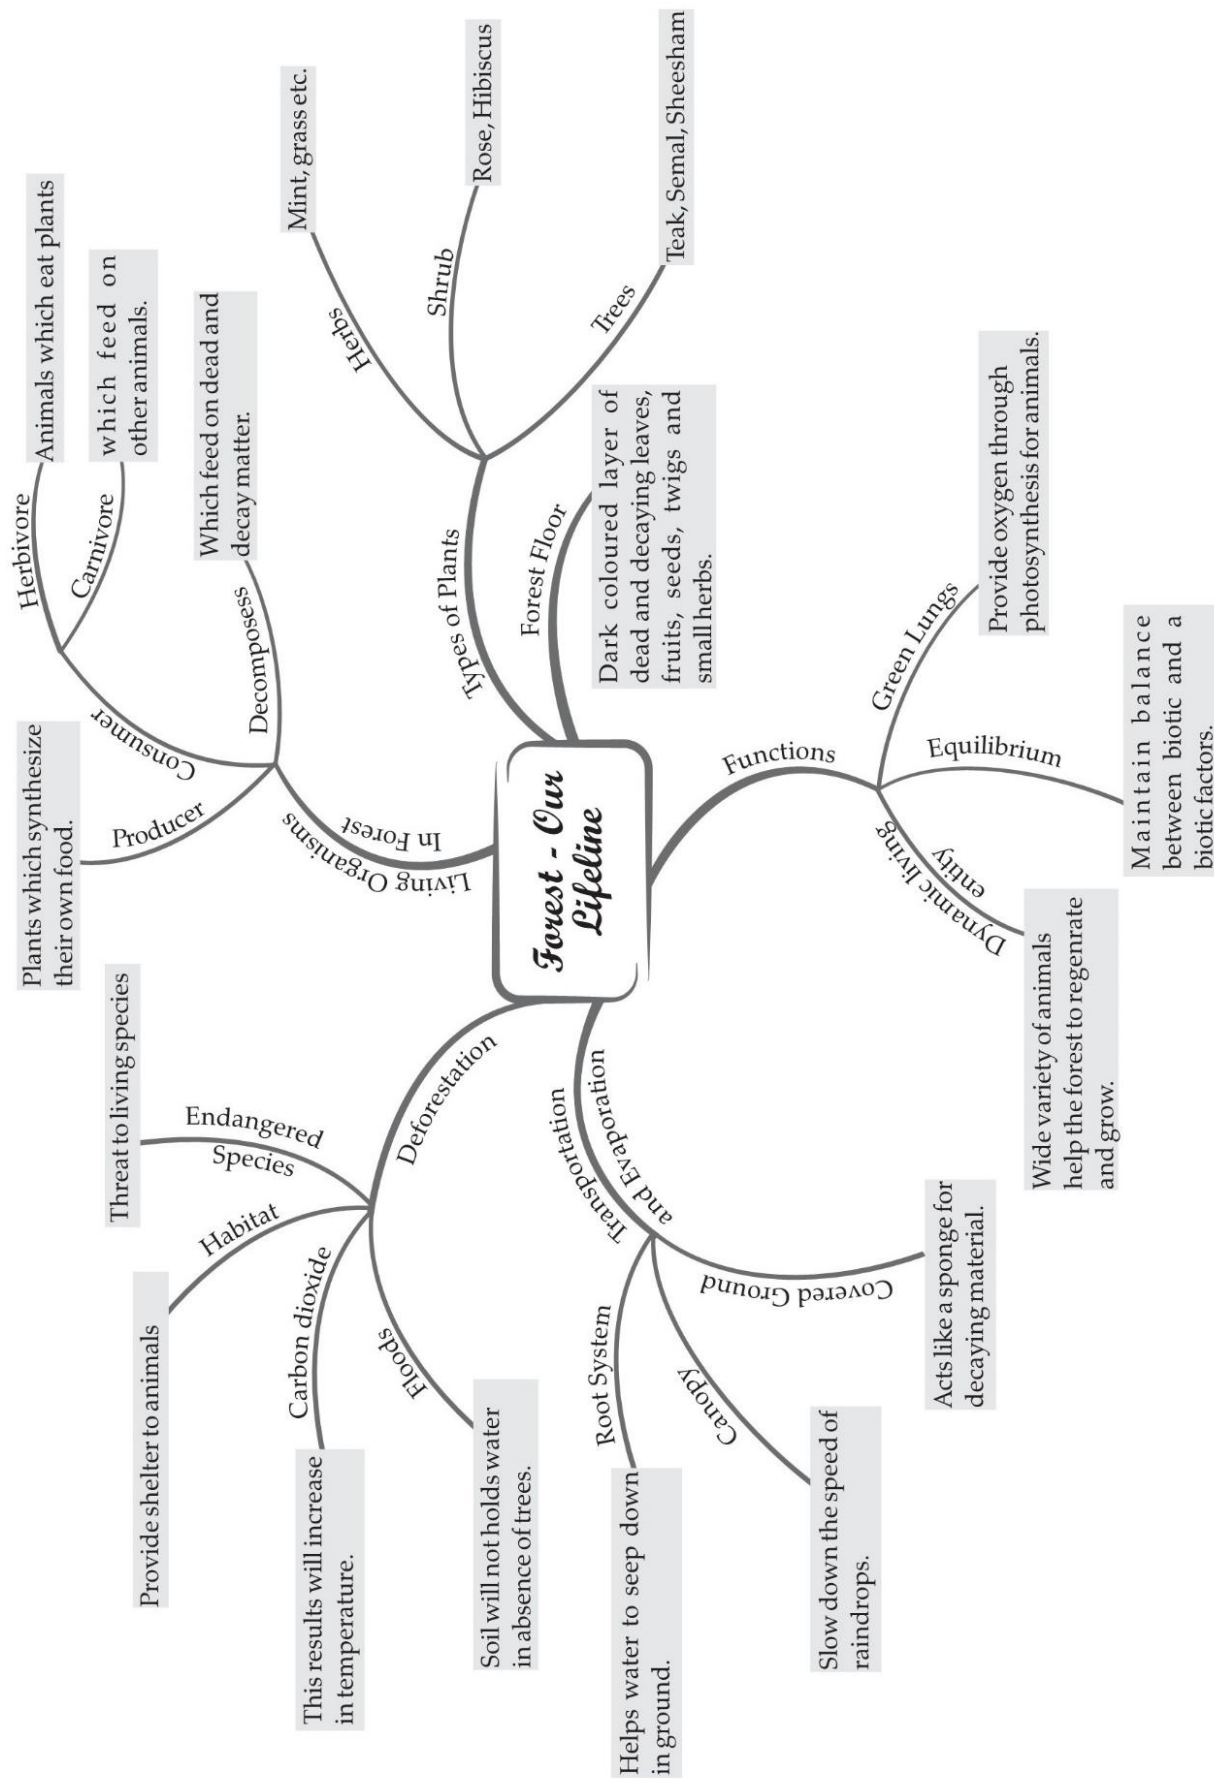 Forest - Our
Lifeline
Living Organisms
In Forest
Producer
Plants which synthesize
their own food.
Consumer
Herbivore
Animals which eat plants
Carnivore
which feed on
other animals.
Decomposess
Which feed on dead and
decay matter.
Types of Plants
Herbs
Mint, grass etc.
Shrub
Rose, Hibiscus
Trees
Teak, Semal, Sheesham
Forest Floor
Dark coloured layer of
dead and decaying leaves,
fruits, seeds, twigs and
small herbs.
Functions
Green Lungs
Provide oxygen through
photosynthesis for animals.
Equilibrium
Maintain balance
between biotic and a
biotic factors.
Dynamic living
entity
Wide variety of animals
help the forest to regenrate
and grow.
Transportation
and Evaporation
Covered Ground
Acts like a sponge for
decaying material.
Canopy
Slow down the speed of
raindrops.
Root System
Helps water to seep down
in ground.
Deforestation
Floods
Soil will not holds water
in absence of trees.
Carbon dioxide
This results will increase
in temperature.
Habitat
Provide shelter to animals
Endangered
Species
Threat to living species